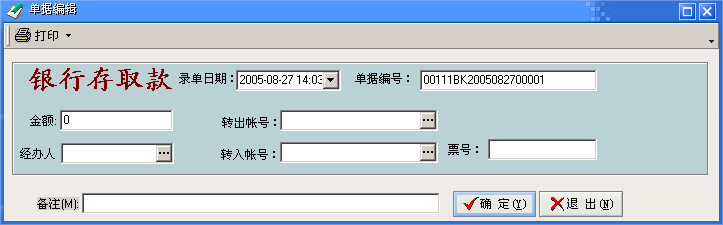 单据编辑
打印
银行存取款 录单日期： 2005-08-27 14:03 单据编号： 00111BK2005082700001
金额: 0 转出帐号：
经办人 转入帐号： 票号：
备注(M): 确 定(Y) 退 出(N)